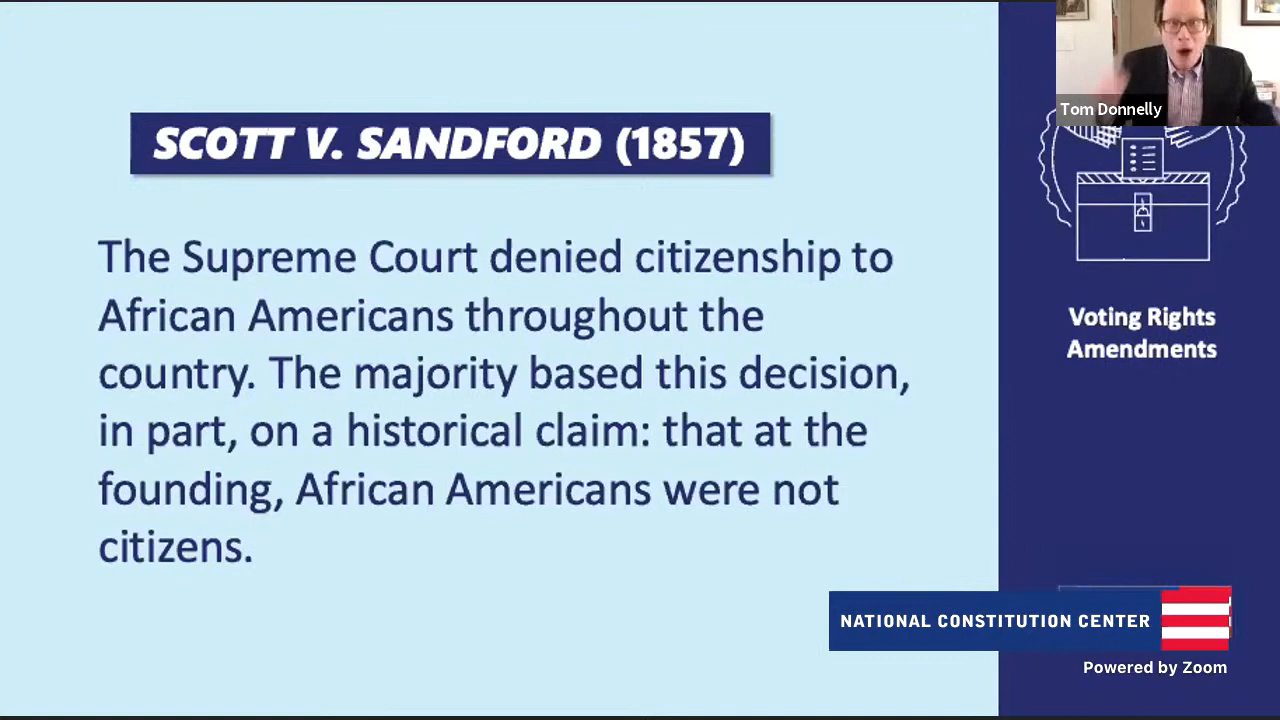 SCOTT V. SANDFORD (1857)
The Supreme Court denied citizenship to
African Americans throughout the
country. The majority based this decision,
in part, on a historical claim: that at the
founding, African Americans were not
citizens.
Tom Donnelly
Voting Rights
Amendments
NATIONAL CONSTITUTION CENTER
Powered by Zoom